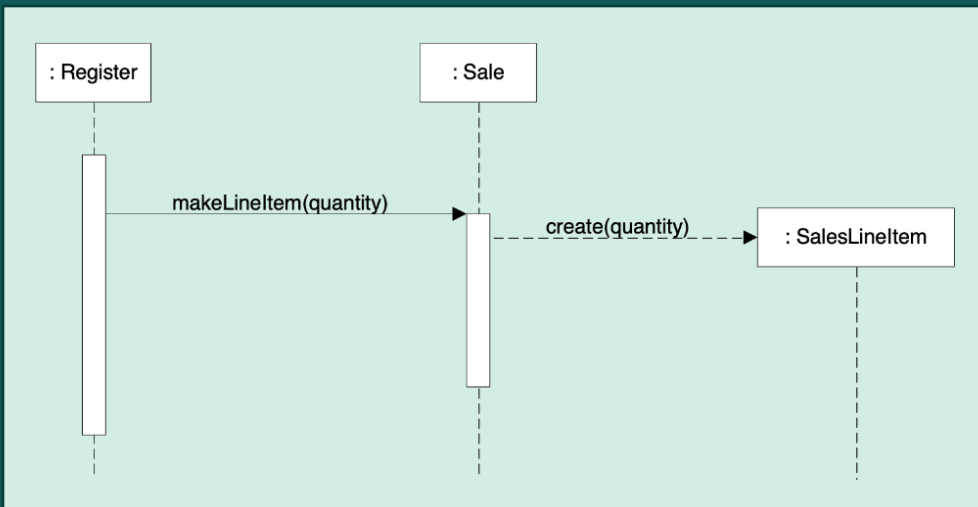 : Register
: Sale
makeLineItem(quantity)
create(quantity)
: SalesLineItem